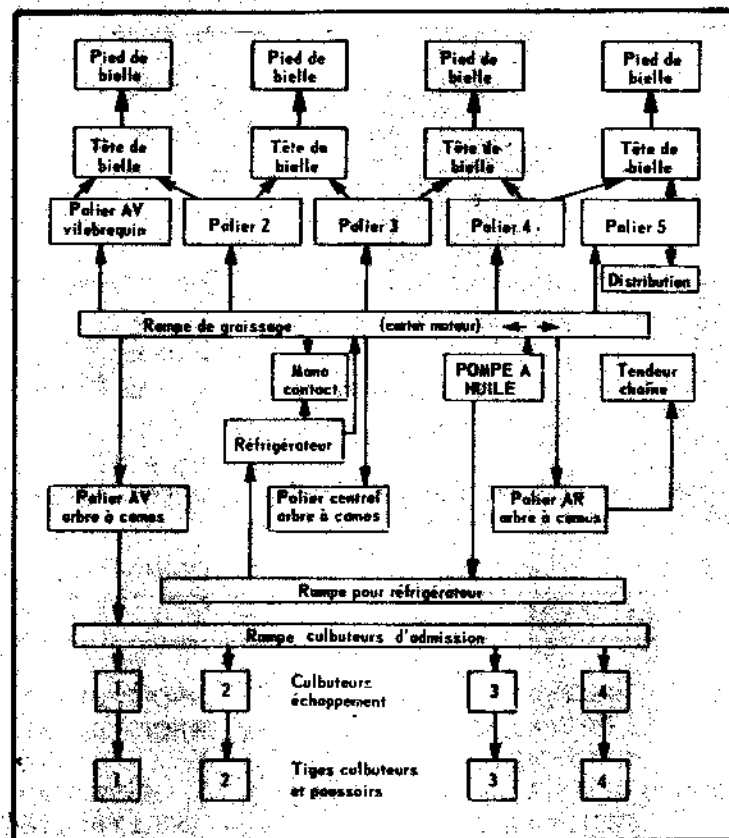 Pied de
bielle
Pied de
bielle
Pied de
bielle
Pied de
bielle
Tête de
bielle
Tête de
bielle
Tête de
bielle
Tête de
bielle
Palier AV
vilebrequin
Palier 2
Palier 3
Palier 4
Palier 5
Distribution
Rampe de graissage (carter moteur)
Mano
contact
POMPE A
HUILE
Tendeur
chaîne
Réfrigérateur
Palier AV
arbre à cames
Palier central
arbre à cames
Palier AR
arbre à cames
Rampe pour réfrigérateur
Rampe culbuteurs d'admission
1 2 Culbuteurs
échappement 3 4
1 2 Tiges culbuteurs
et poussoirs 3 4